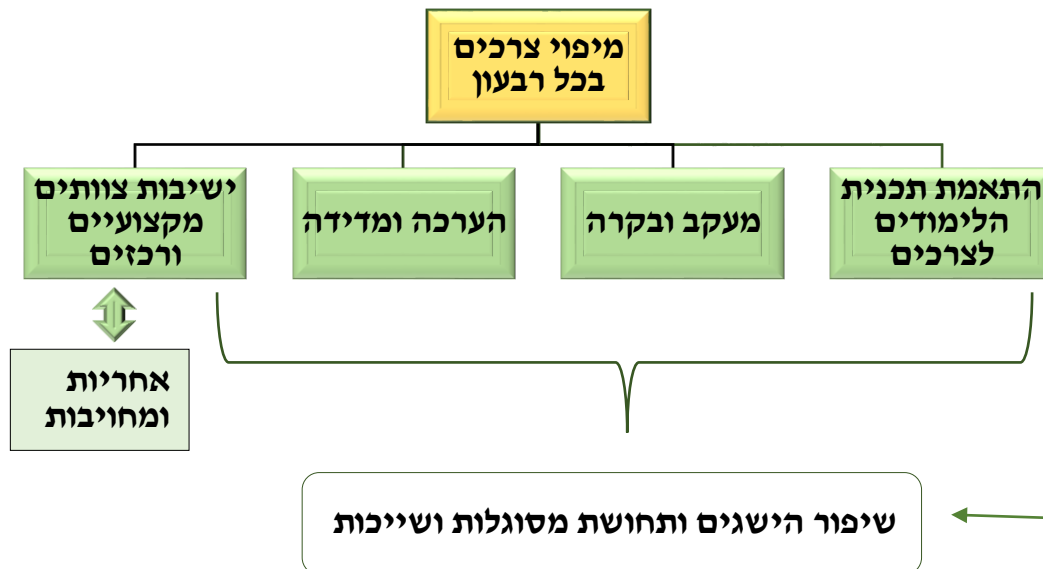 מיפוי צרכים
בכל רבעון
התאמת תכנית
הלימודים
לצרכים
מעקב ובקרה
הערכה ומדידה
ישיבות צוותים
מקצועיים
ורכזים
אחריות
ומחויבות
שיפור הישגים ותחושת מסוגלות ושייכות